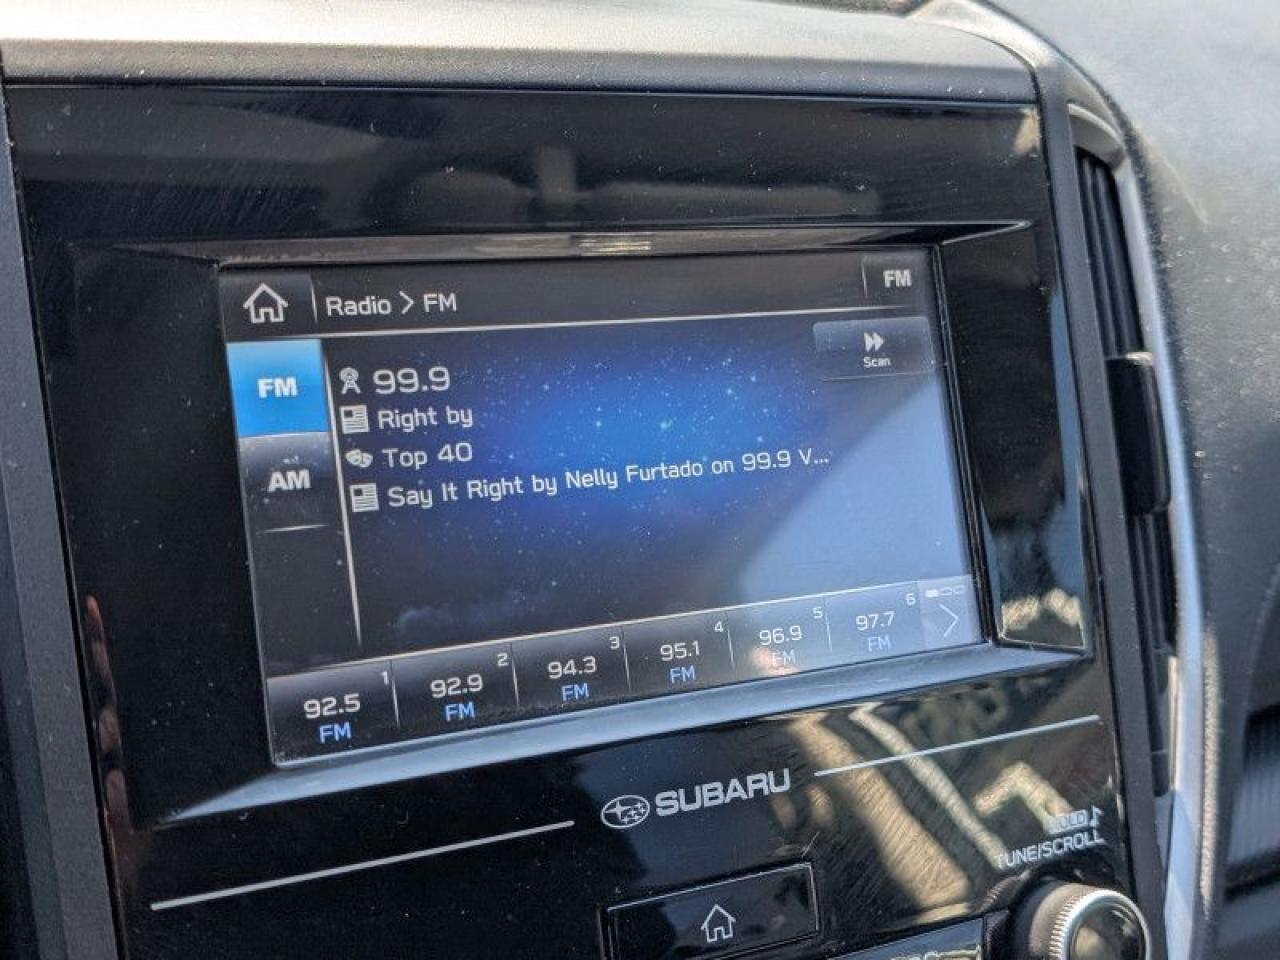 Radio > FM
FM
FM
AM
Scan
99.9
Right by
Top 40
Say It Right by Nelly Furtado on 99.9 V...
1 2 3 4 5 6
92.5 92.9 94.3 95.1 96.9 97.7
FM FM FM FM FM FM
SUBARU
HOLD
TUNE/SCROLL